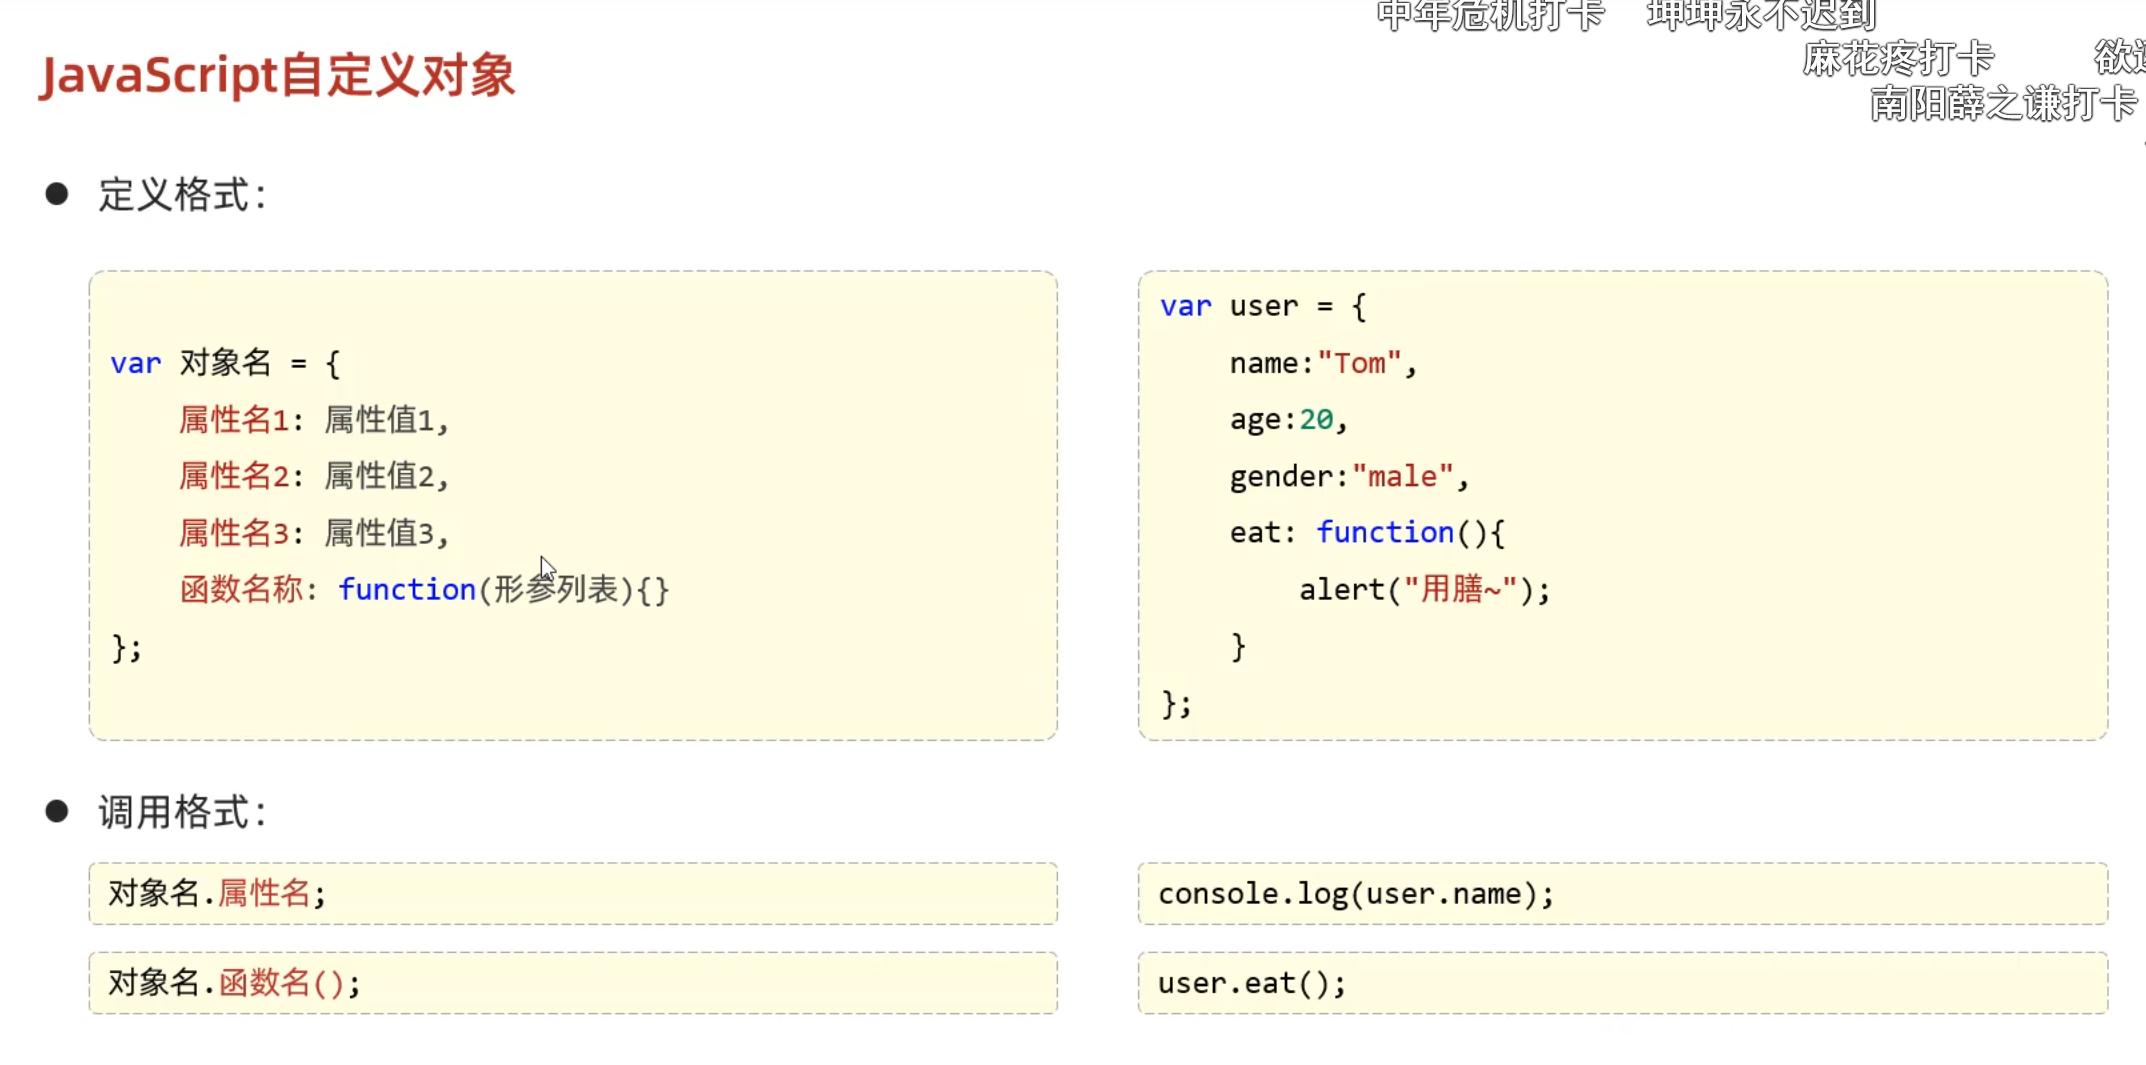 中年危机打卡 坤坤永不迟到
麻花疼打卡
南阳薛之谦打卡
JavaScript自定义对象
● 定义格式:
var 对象名 = {
属性名1: 属性值1,
属性名2: 属性值2,
属性名3: 属性值3,
函数名称: function(形参列表){}
};
var user = {
name:"Tom",
age:20,
gender:"male",
eat: function(){
alert("用膳~");
}
};
● 调用格式:
对象名.属性名;
console.log(user.name);
对象名.函数名();
user.eat();